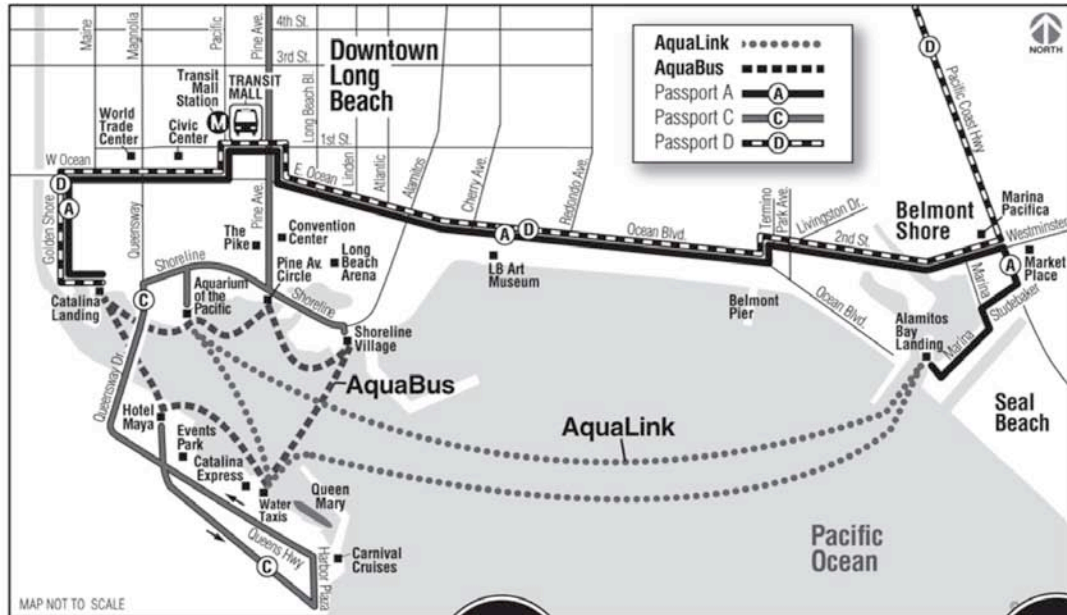 Maine
Magnolia
Pacific
Pine Ave.
4th St.
3rd St.
Downtown
Long
Beach
Transit
Mall
Station
TRANSIT
MALL
M
World
Trade
Center
Civic
Center
Long Beach Bl.
1st St.
W Ocean
E Ocean
Linden
Atlantic
Alamitos
Cherry Ave.
Redondo Ave.
AquaLink
AquaBus
Passport A
A
Passport C
C
Passport D
D
D
Pacific Coast Hwy
NORTH
D
A
Golden Shore
Queensway
Pine Ave.
The
Pike
Convention
Center
Long
Beach
Arena
Pine Av.
Circle
Shoreline
Shoreline
Aquarium
of the
Pacific
Catalina
Landing
C
Shoreline
Village
A
D
LB Art
Museum
Ocean Blvd.
Termino
Park Ave.
Livingston Dr.
2nd St.
Belmont
Shore
Marina
Pacifica
Westminster
A
Market
Place
Marina
Studebaker
Belmont
Pier
Ocean Blvd.
Alamitos
Bay
Landing
Marina
Seal
Beach
AquaBus
AquaLink
Queensway Dr.
Hotel
Maya
Events
Park
Catalina
Express
Water
Taxis
Queen
Mary
Queens Hwy
C
Harbor Plaza
Carnival
Cruises
Pacific
Ocean
MAP NOT TO SCALE